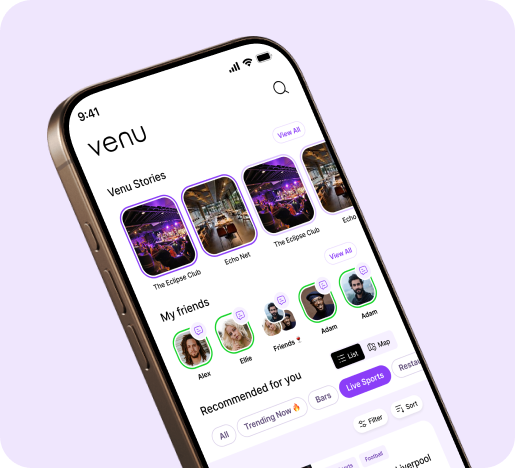 9:41
venu
Venu Stories
View All
The Eclipse Club
Echo Net
The Eclipse Club
Echo
My friends
View All
Alex
Ellie
Friends
Adam
Adam
Recommended for you
List
Map
All
Trending Now 🔥
Bars
Live Sports
Restau
Filter
Sort
Football
Liverpool